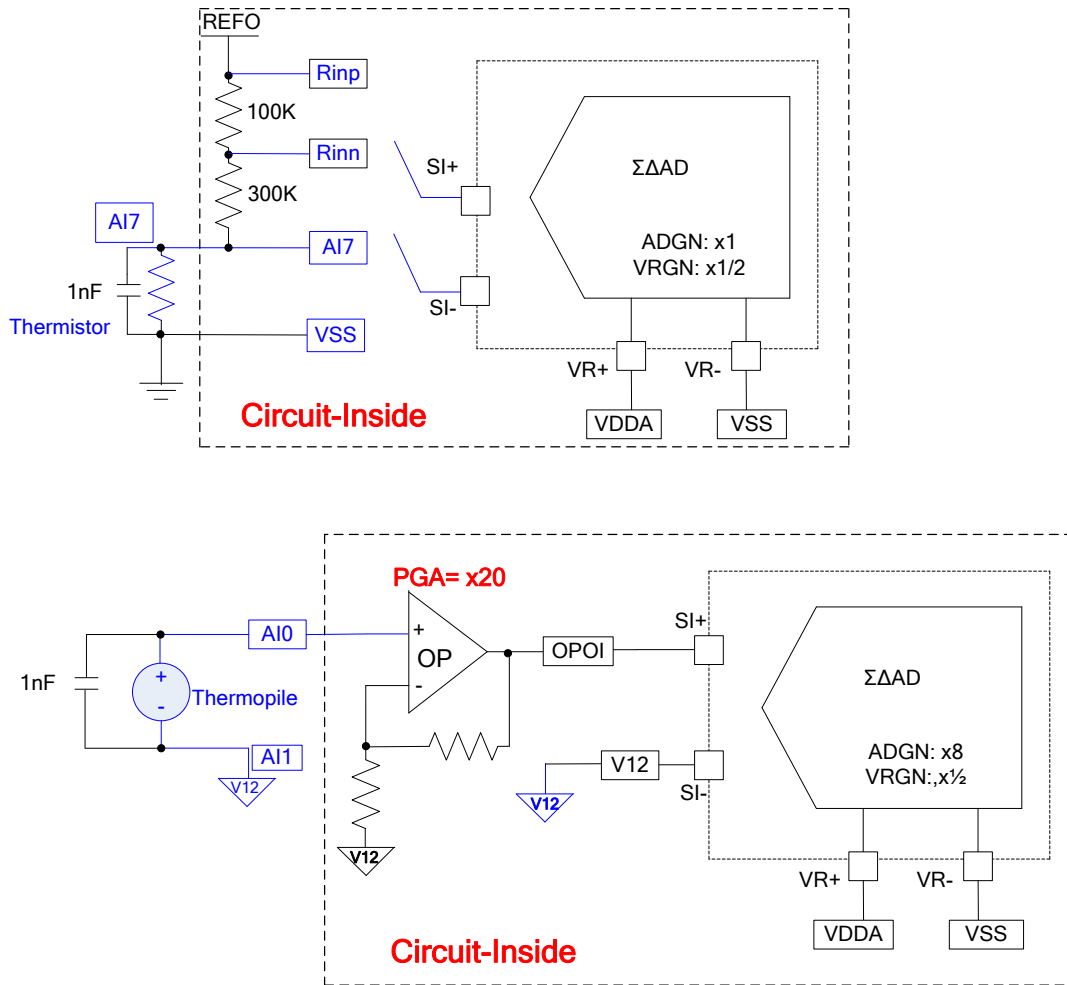 REFO
Rinp
100K
Rinn
SI+
ΣΔAD
300K
AI7
AI7
ADGN: x1
VRGN: x1/2
1nF
SI-
Thermistor
VSS
VR+
VR-
Circuit-Inside
VDDA
VSS
PGA= x20
SI+
AI0
+
OP
-
OPOI
1nF
+
-
Thermopile
ΣΔAD
AI1
V12
V12
V12
SI-
ADGN: x8
VRGN:,x½
V12
VR+
VR-
VDDA
VSS
Circuit-Inside